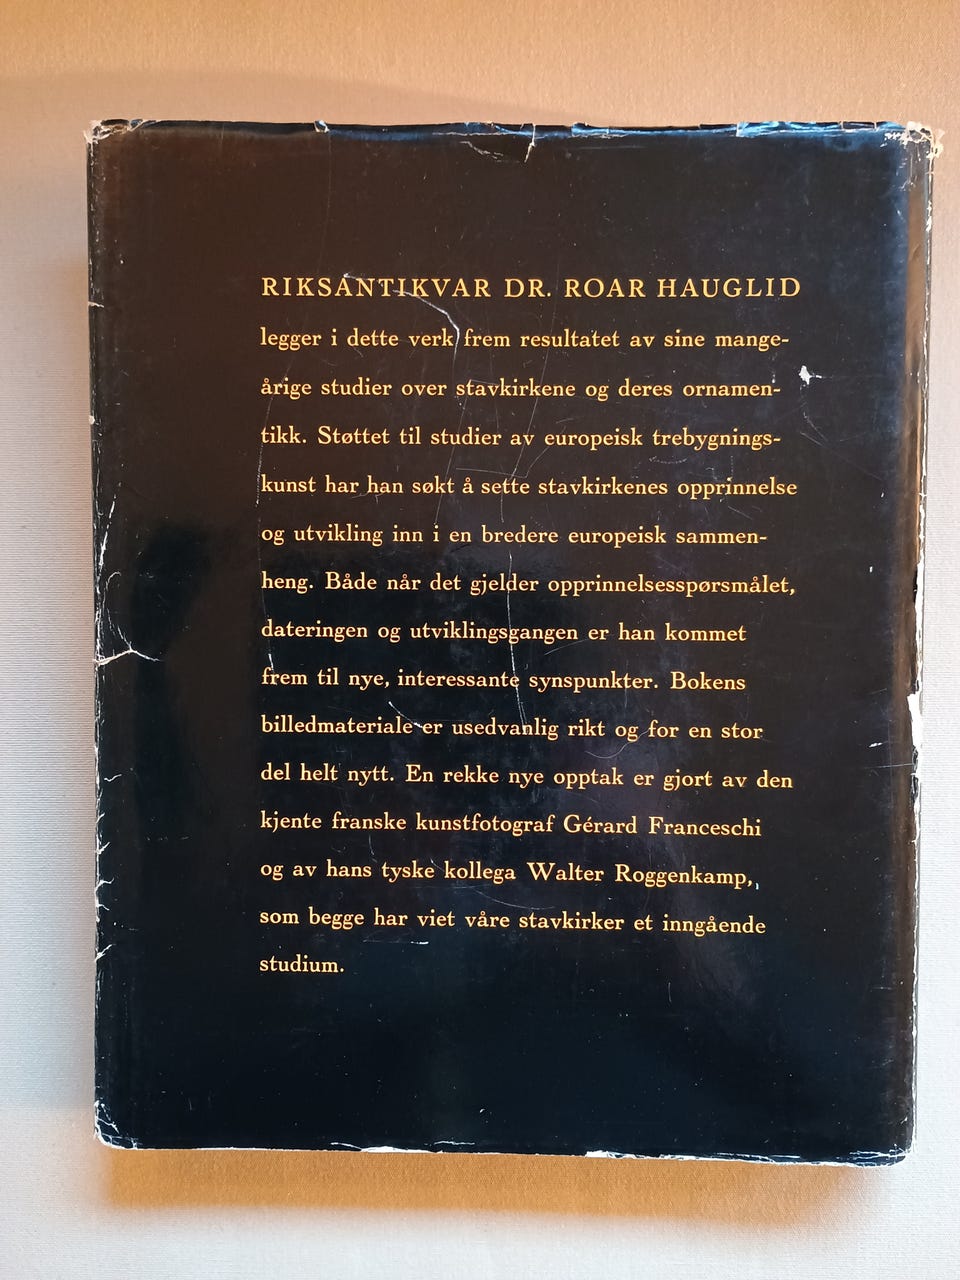 RIKSANTIKVAR DR. ROAR HAUGLID
legger i dette verk frem resultatet av sine mange-
årige studier over stavkirkene og deres ornamen-
tikk. Støttet til studier av europeisk trebygnings-
kunst har han søkt å sette stavkirkenes opprinnelse
og utvikling inn i en bredere europeisk sammen-
heng. Både når det gjelder opprinnelsesspørsmålet,
dateringen og utviklingsgangen er han kommet
frem til nye, interessante synspunkter. Bokens
billedmateriale er usedvanlig rikt og for en stor
del helt nytt. En rekke nye opptak er gjort av den
kjente franske kunstfotograf Gérard Franceschi
og av hans tyske kollega Walter Roggenkamp,
som begge har viet våre stavkirker et inngående
studium.